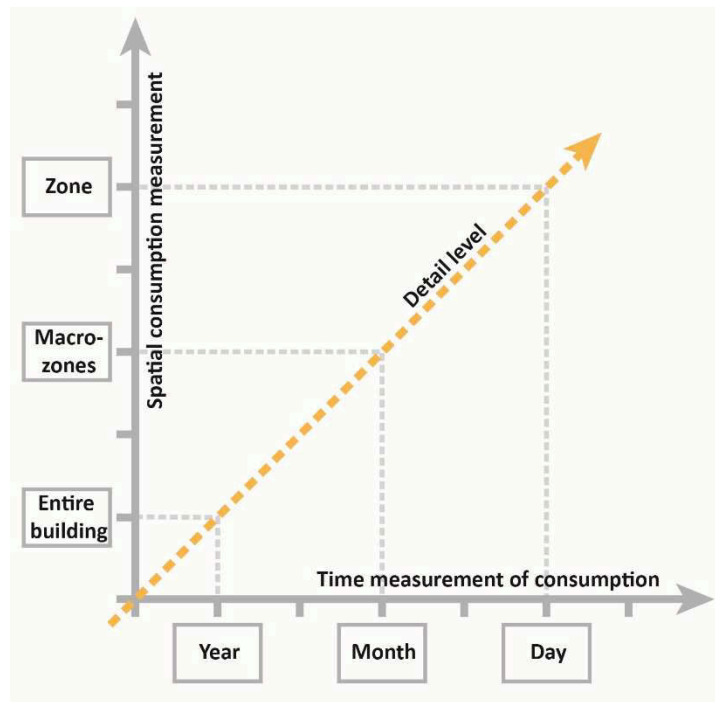 Spatial consumption measurement
Zone
Detail level
Macro-
zones
Entire
building
Time measurement of consumption
Year
Month
Day